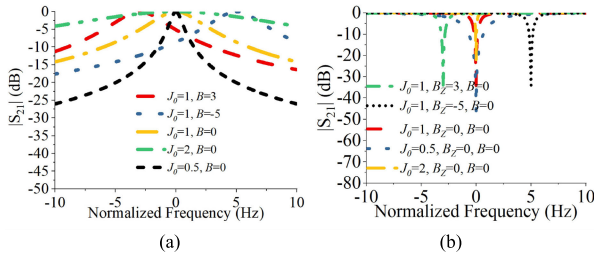 0
-5
-10
-15
-20
-25
-30
-35
-40
-45
-50
|S21| (dB)
J0=1, B=3
J0=1, B=-5
J0=1, B=0
J0=2, B=0
J0=0.5, B=0
-10 -5 0 5 10
Normalized Frequency (Hz)
(a)
0
-10
-20
-30
-40
-50
-60
-70
-80
|S21| (dB)
J0=1, BZ=3, B=0
J0=1, BZ=-5, B=0
J0=1, BZ=0, B=0
J0=0.5, BZ=0, B=0
J0=2, BZ=0, B=0
-10 -5 0 5 10
Normalized Frequency (Hz)
(b)